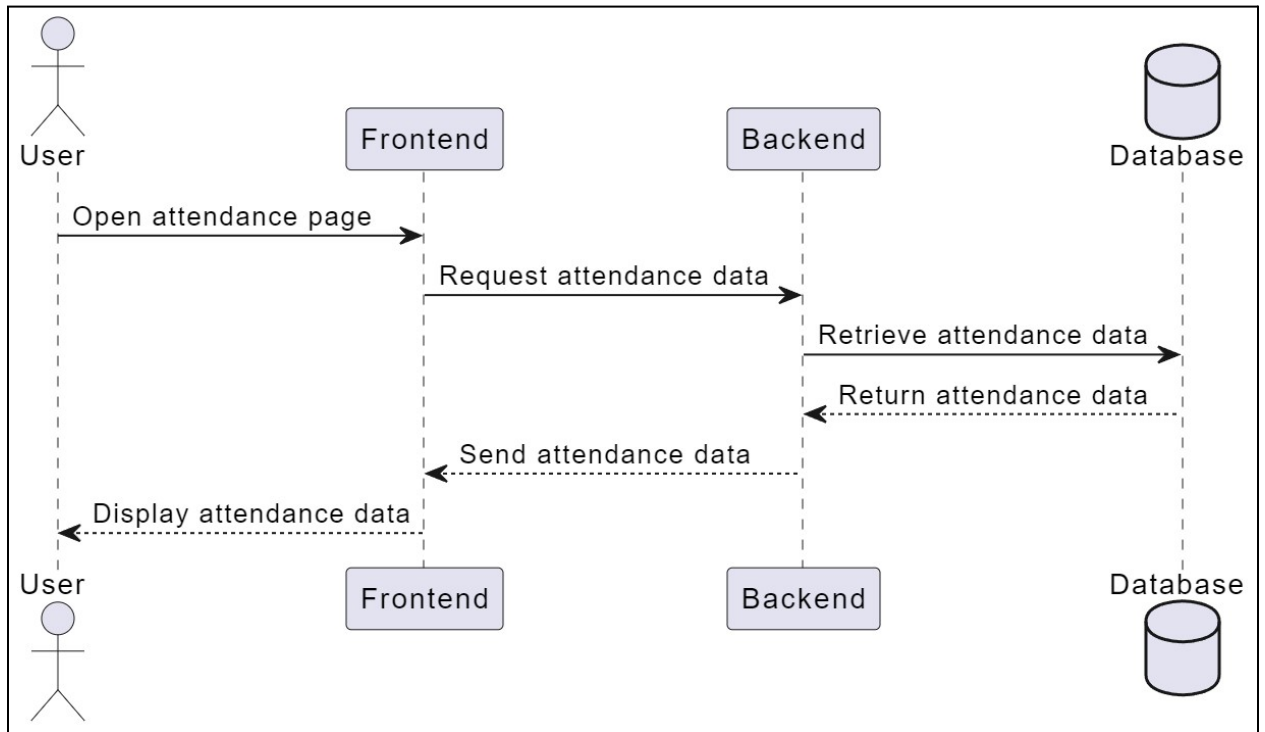 User
Frontend
Backend
Database
Open attendance page
Request attendance data
Retrieve attendance data
Return attendance data
Send attendance data
Display attendance data
User
Frontend
Backend
Database